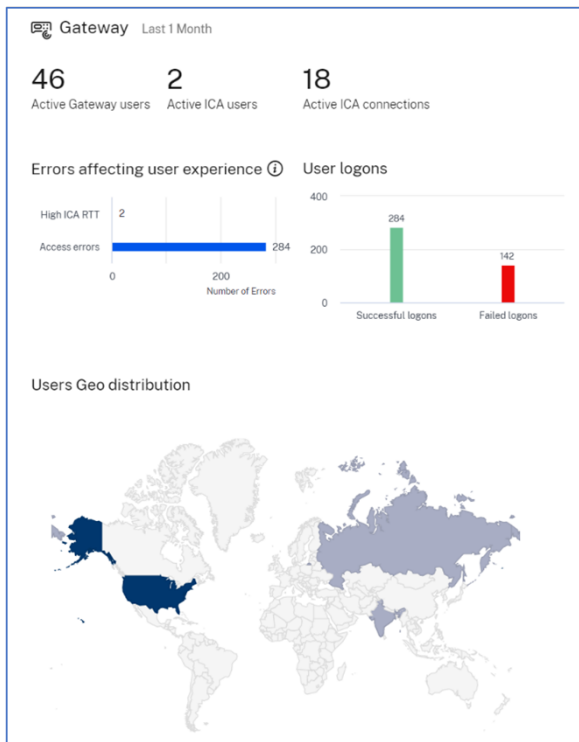 Gateway Last 1 Month
46 2 18
Active Gateway users Active ICA users Active ICA connections
Errors affecting user experience
High ICA RTT 2
Access errors 284
0 200
Number of Errors
User logons
400
284
200
142
0
Successful logons Failed logons
Users Geo distribution